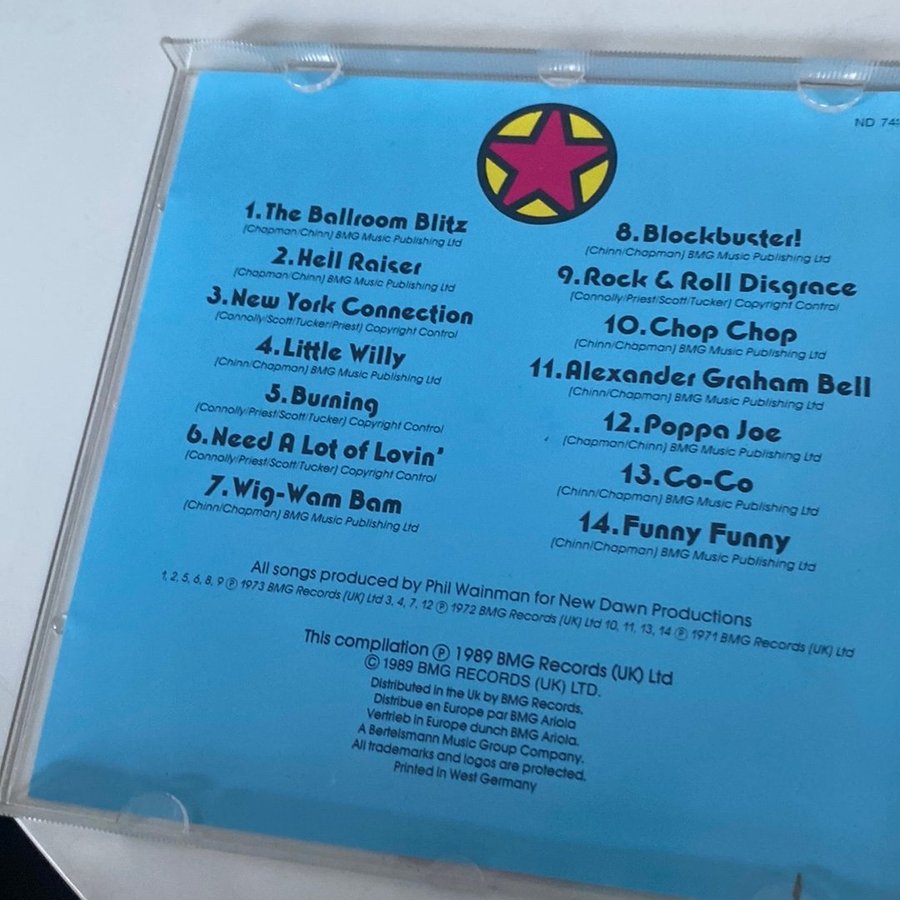 ND 74
1. The Ballroom Blitz
(Chapman/Chinn) BMG Music Publishing Ltd
2. Hell Raiser
(Chapman/Chinn) BMG Music Publishing Ltd
3. New York Connection
(Connolly/Scott/Tucker/Priest) Copyright Control
4. Little Willy
(Chinn/Chapman) BMG Music Publishing Ltd
5. Burning
(Connolly/Priest/Scott/Tucker) Copyright Control
6. Need A Lot of Lovin'
(Connolly/Priest/Scott/Tucker) Copyright Control
7. Wig-Wam Bam
(Chinn/Chapman) BMG Music Publishing Ltd
8. Blockbuster!
(Chinn/Chapman) BMG Music Publishing Ltd
9. Rock & Roll Disgrace
(Connolly/Priest/Scott/Tucker) Copyright Control
10. Chop Chop
(Chinn/Chapman) BMG Music Publishing Ltd
11. Alexander Graham Bell
(Chinn/Chapman) BMG Music Publishing Ltd
12. Poppa Joe
(Chapman/Chinn) BMG Music Publishing Ltd
13. Co-Co
(Chinn/Chapman) BMG Music Publishing Ltd
14. Funny Funny
(Chinn/Chapman) BMG Music Publishing Ltd
All songs produced by Phil Wainman for New Dawn Productions
1, 2, 5, 6, 8, 9 ℗ 1973 BMG Records (UK) Ltd 3, 4, 7, 12 ℗ 1972 BMG Records (UK) Ltd 10, 11, 13, 14 ℗ 1971 BMG Records (UK) Ltd
This compilation ℗ 1989 BMG Records (UK) Ltd
© 1989 BMG RECORDS (UK) LTD.
Distributed in the Uk by BMG Records.
Distribue en Europe par BMG Ariola
Vertrieb in Europe dunch BMG Ariola.
A Bertelsmann Music Group Company.
All trademarks and logos are protected.
Printed in West Germany